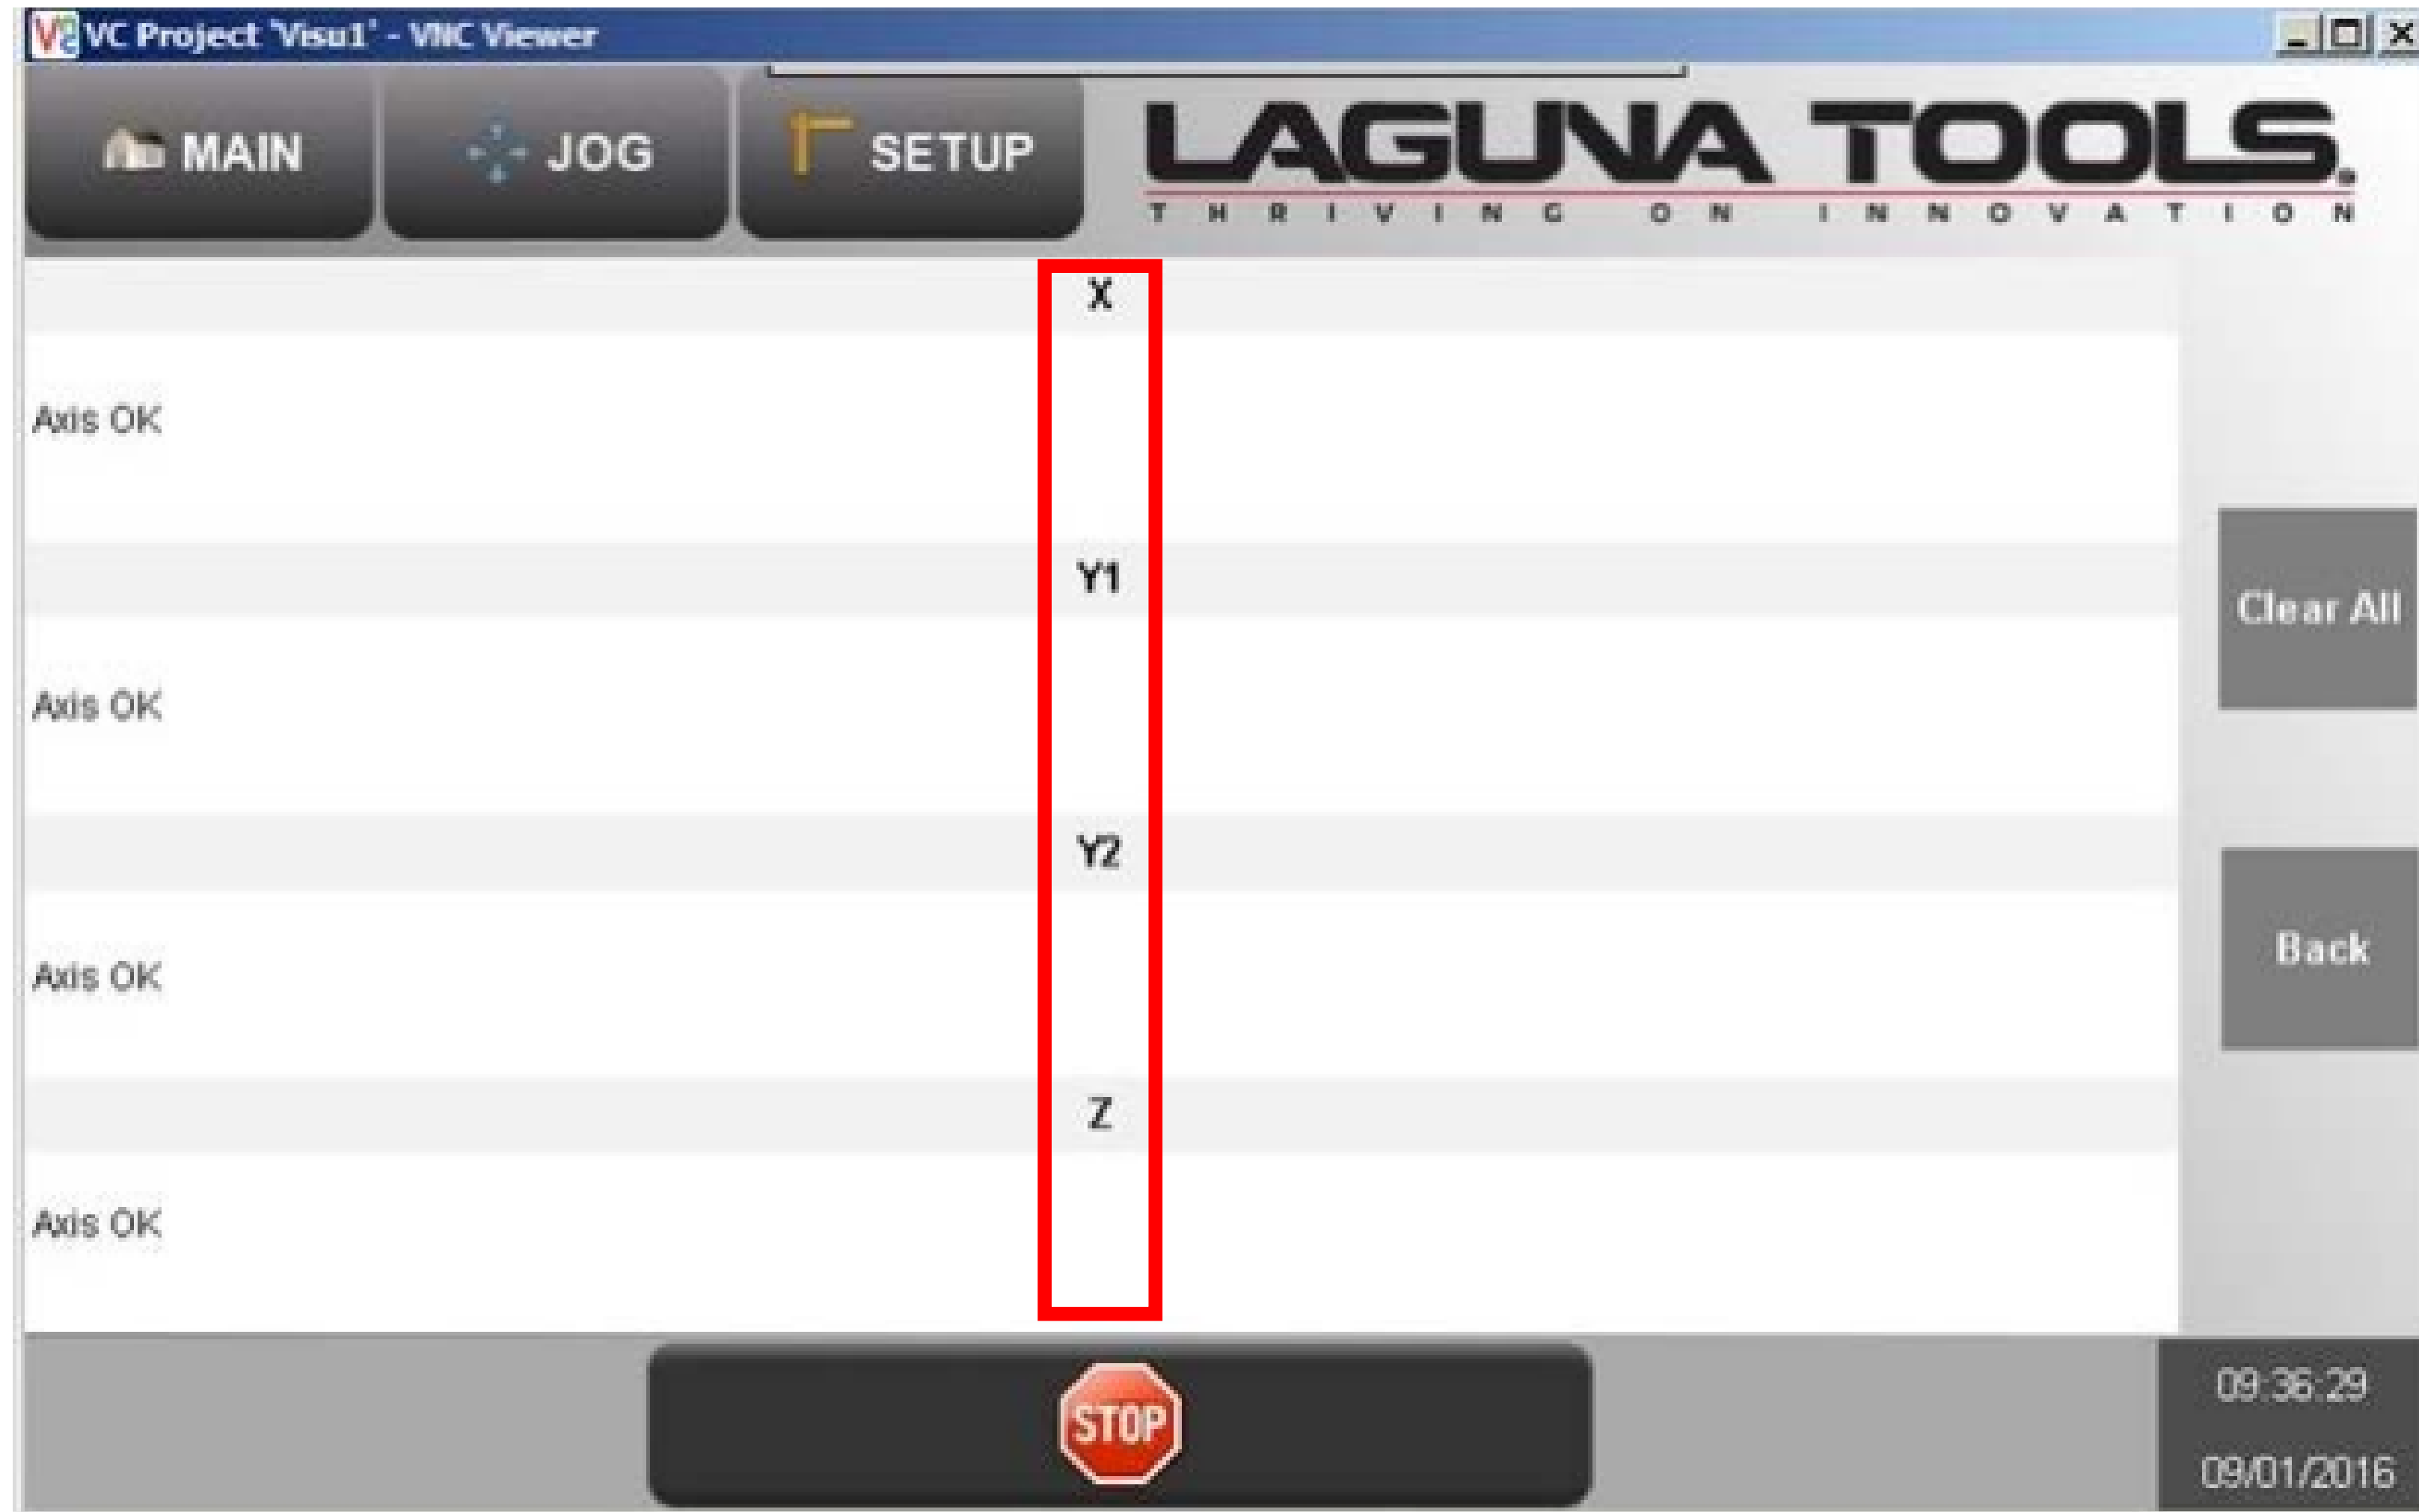 VC Project 'Visu1' - VNC Viewer
MAIN JOG SETUP
LAGUNA TOOLS®
THRIVING ON INNOVATION
X
Axis OK
Y1
Clear All
Axis OK
Y2
Back
Axis OK
Z
Axis OK
STOP
09:36:29
09/01/2016